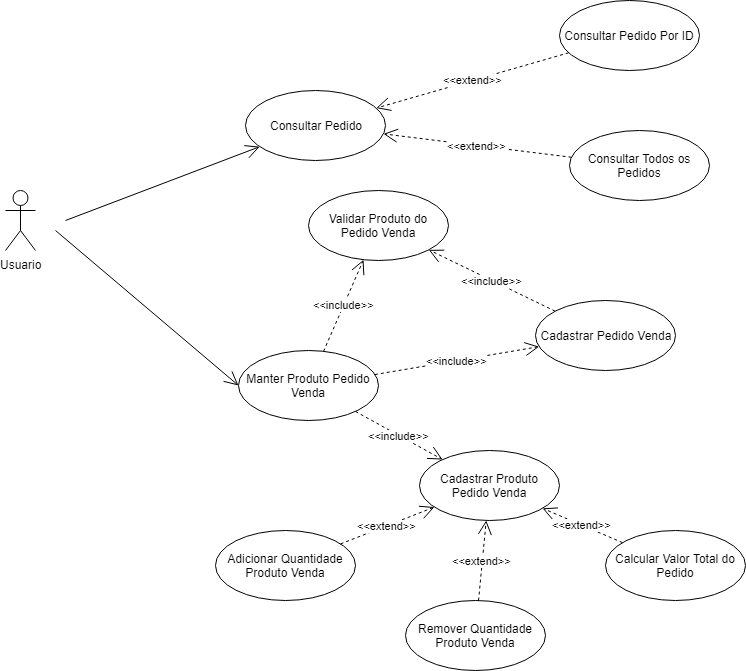 Consultar Pedido Por ID
<<extend>>
Consultar Pedido
<<extend>>
Consultar Todos os
Pedidos
Validar Produto do
Pedido Venda
Usuario
<<include>>
<<include>>
Cadastrar Pedido Venda
<<include>>
Manter Produto Pedido
Venda
<<include>>
Cadastrar Produto
Pedido Venda
<<extend>>
<<extend>>
Adicionar Quantidade
Produto Venda
<<extend>>
Calcular Valor Total do
Pedido
Remover Quantidade
Produto Venda